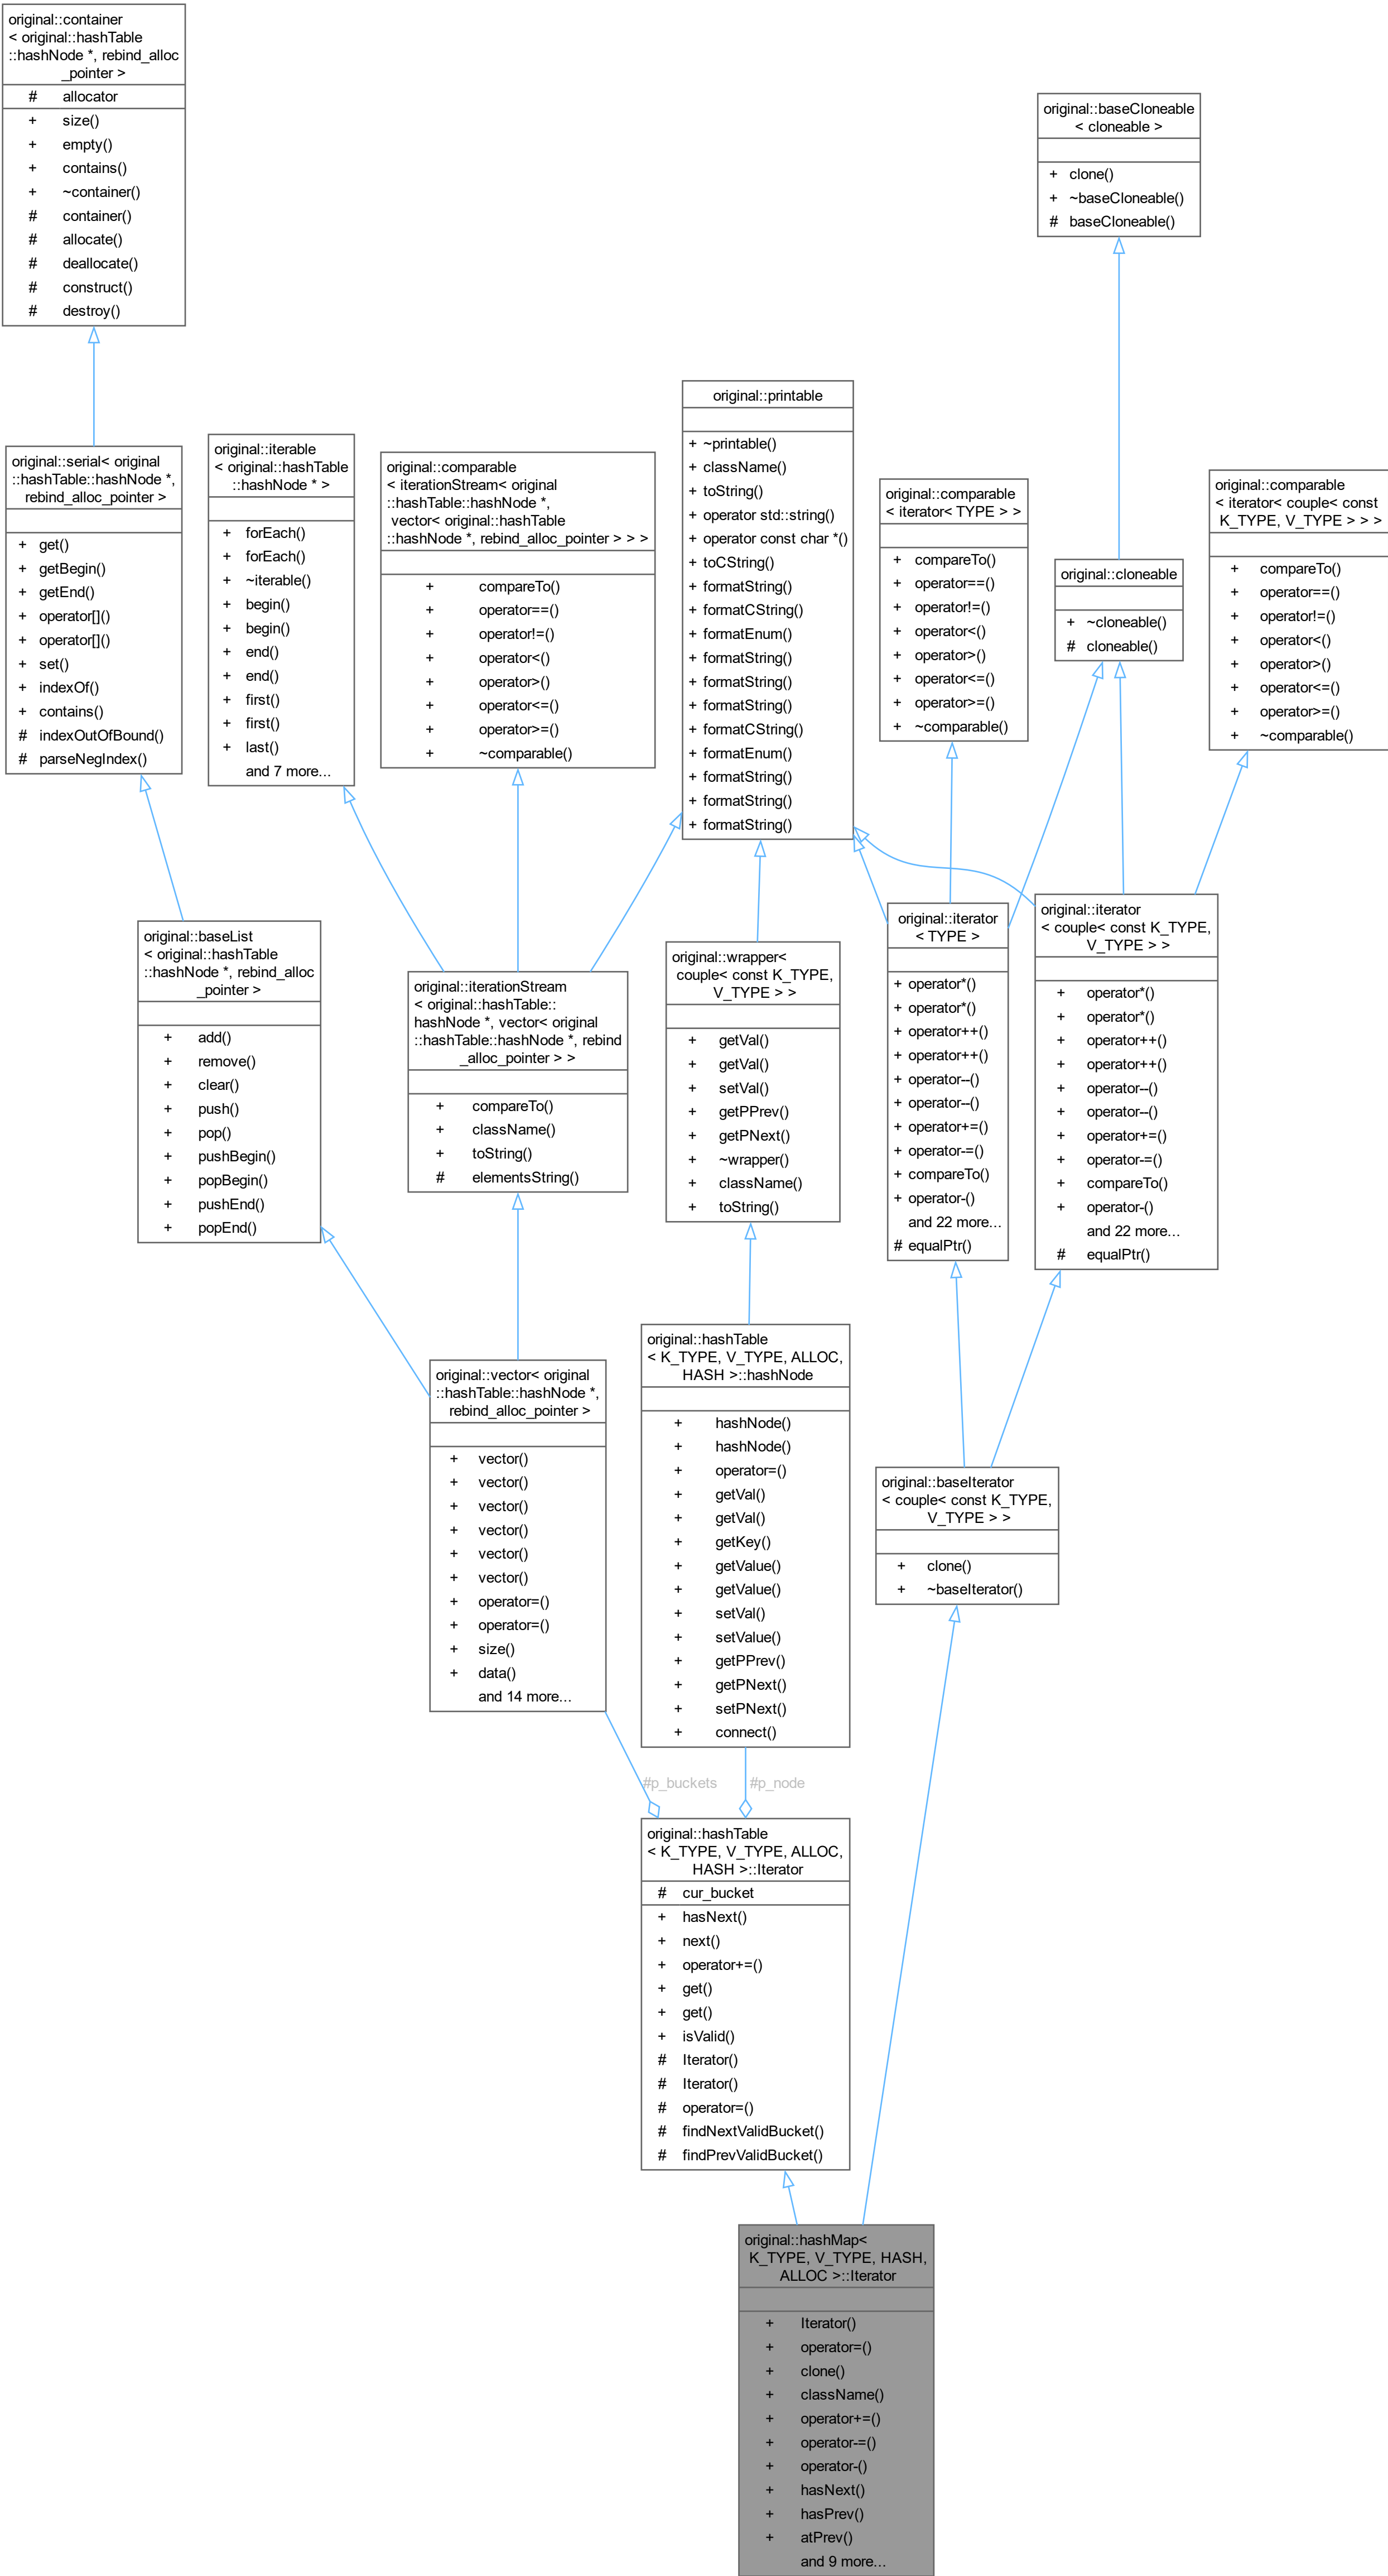 original::container
< original::hashTable
::hashNode *, rebind_alloc
_pointer >
# allocator
+ size()
+ empty()
+ contains()
+ ~container()
# container()
# allocate()
# deallocate()
# construct()
# destroy()
original::baseCloneable
< cloneable >
+ clone()
+ ~baseCloneable()
# baseCloneable()
original::serial< original
::hashTable::hashNode *,
rebind_alloc_pointer >
+ get()
+ getBegin()
+ getEnd()
+ operator[]()
+ operator[]()
+ set()
+ indexOf()
+ contains()
# indexOutOfBound()
# parseNegIndex()
original::iterable
< original::hashTable
::hashNode * >
+ forEach()
+ forEach()
+ ~iterable()
+ begin()
+ begin()
+ end()
+ end()
+ first()
+ first()
+ last()
and 7 more...
original::comparable
< iterationStream< original
::hashTable::hashNode *,
vector< original::hashTable
::hashNode *, rebind_alloc_pointer > > >
+ compareTo()
+ operator==()
+ operator!=()
+ operator<()
+ operator>()
+ operator<=()
+ operator>=()
+ ~comparable()
original::printable
+ ~printable()
+ className()
+ toString()
+ operator std::string()
+ operator const char *()
+ toCString()
+ formatString()
+ formatCString()
+ formatEnum()
+ formatString()
+ formatString()
+ formatString()
+ formatCString()
+ formatEnum()
+ formatString()
+ formatString()
+ formatString()
original::comparable
< iterator< TYPE > >
+ compareTo()
+ operator==()
+ operator!=()
+ operator<()
+ operator>()
+ operator<=()
+ operator>=()
+ ~comparable()
original::cloneable
+ ~cloneable()
# cloneable()
original::comparable
< iterator< couple< const
K_TYPE, V_TYPE > > >
+ compareTo()
+ operator==()
+ operator!=()
+ operator<()
+ operator>()
+ operator<=()
+ operator>=()
+ ~comparable()
original::baseList
< original::hashTable
::hashNode *, rebind_alloc
_pointer >
+ add()
+ remove()
+ clear()
+ push()
+ pop()
+ pushBegin()
+ popBegin()
+ pushEnd()
+ popEnd()
original::iterationStream
< original::hashTable::
hashNode *, vector< original
::hashTable::hashNode *, rebind
_alloc_pointer > >
+ compareTo()
+ className()
+ toString()
# elementsString()
original::wrapper<
couple< const K_TYPE,
V_TYPE > >
+ getVal()
+ getVal()
+ setVal()
+ getPPrev()
+ getPNext()
+ ~wrapper()
+ className()
+ toString()
original::iterator
< TYPE >
+ operator*()
+ operator*()
+ operator++()
+ operator++()
+ operator--()
+ operator--()
+ operator+=()
+ operator-=()
+ compareTo()
+ operator-()
and 22 more...
# equalPtr()
original::iterator
< couple< const K_TYPE,
V_TYPE > >
+ operator*()
+ operator*()
+ operator++()
+ operator++()
+ operator--()
+ operator--()
+ operator+=()
+ operator-=()
+ compareTo()
+ operator-()
and 22 more...
# equalPtr()
original::vector< original
::hashTable::hashNode *,
rebind_alloc_pointer >
+ vector()
+ vector()
+ vector()
+ vector()
+ vector()
+ vector()
+ operator=()
+ operator=()
+ size()
+ data()
and 14 more...
original::hashTable
< K_TYPE, V_TYPE, ALLOC,
HASH >::hashNode
+ hashNode()
+ hashNode()
+ operator=()
+ getVal()
+ getVal()
+ getKey()
+ getValue()
+ getValue()
+ setVal()
+ setValue()
+ getPPrev()
+ getPNext()
+ setPNext()
+ connect()
original::baseIterator
< couple< const K_TYPE,
V_TYPE > >
+ clone()
+ ~baseIterator()
#p_buckets
#p_node
original::hashTable
< K_TYPE, V_TYPE, ALLOC,
HASH >::Iterator
# cur_bucket
+ hasNext()
+ next()
+ operator+=()
+ get()
+ get()
+ isValid()
# Iterator()
# Iterator()
# operator=()
# findNextValidBucket()
# findPrevValidBucket()
original::hashMap<
K_TYPE, V_TYPE, HASH,
ALLOC >::Iterator
+ Iterator()
+ operator=()
+ clone()
+ className()
+ operator+=()
+ operator-=()
+ operator-()
+ hasNext()
+ hasPrev()
+ atPrev()
and 9 more...